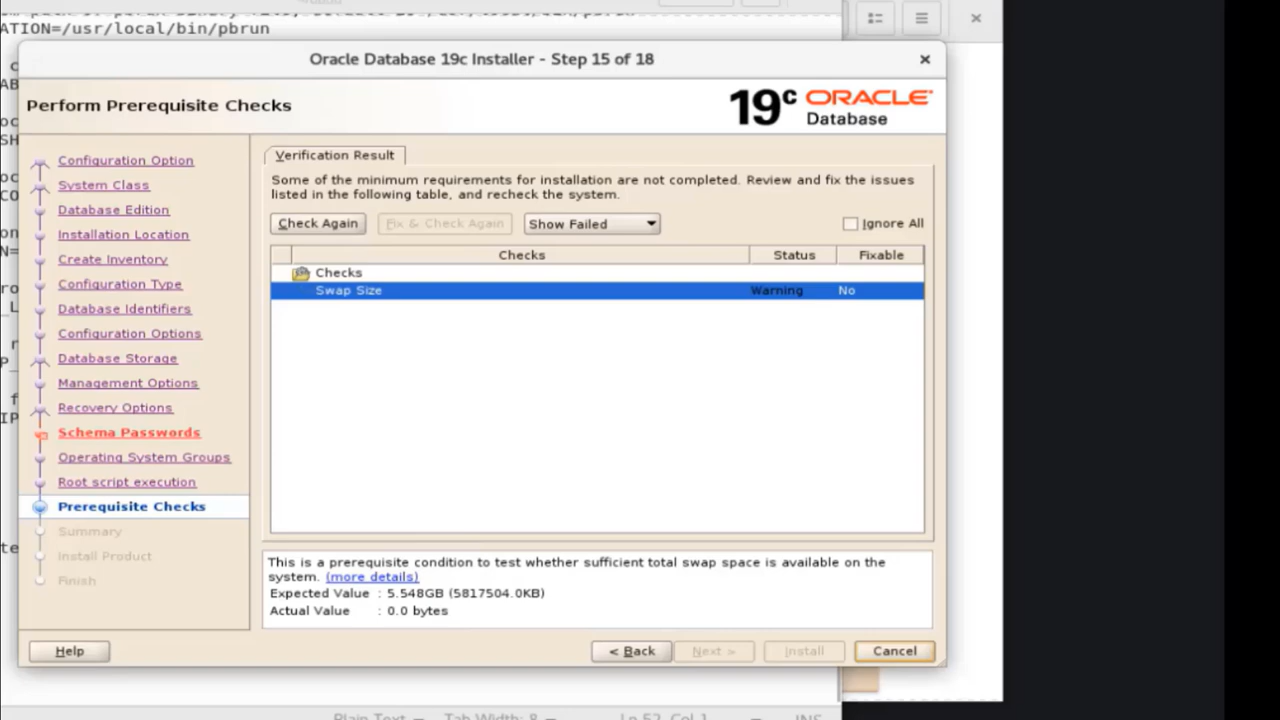 ATION=/usr/local/bin/pbrun
Oracle Database 19c Installer - Step 15 of 18
Perform Prerequisite Checks
19c ORACLE
Database
Configuration Option
System Class
Database Edition
Installation Location
Create Inventory
Configuration Type
Database Identifiers
Configuration Options
Database Storage
Management Options
Recovery Options
Schema Passwords
Operating System Groups
Root script execution
Prerequisite Checks
Summary
Install Product
Finish
Verification Result
Some of the minimum requirements for installation are not completed. Review and fix the issues
listed in the following table, and recheck the system.
Check Again Fix & Check Again Show Failed Ignore All
Checks Status Fixable
Checks
Swap Size Warning No
This is a prerequisite condition to test whether sufficient total swap space is available on the
system. (more details)
Expected Value : 5.548GB (5817504.0KB)
Actual Value : 0.0 bytes
Help < Back Next > Install Cancel
Plain Text Tab Width: 8 Ln 52, Col 1 INS